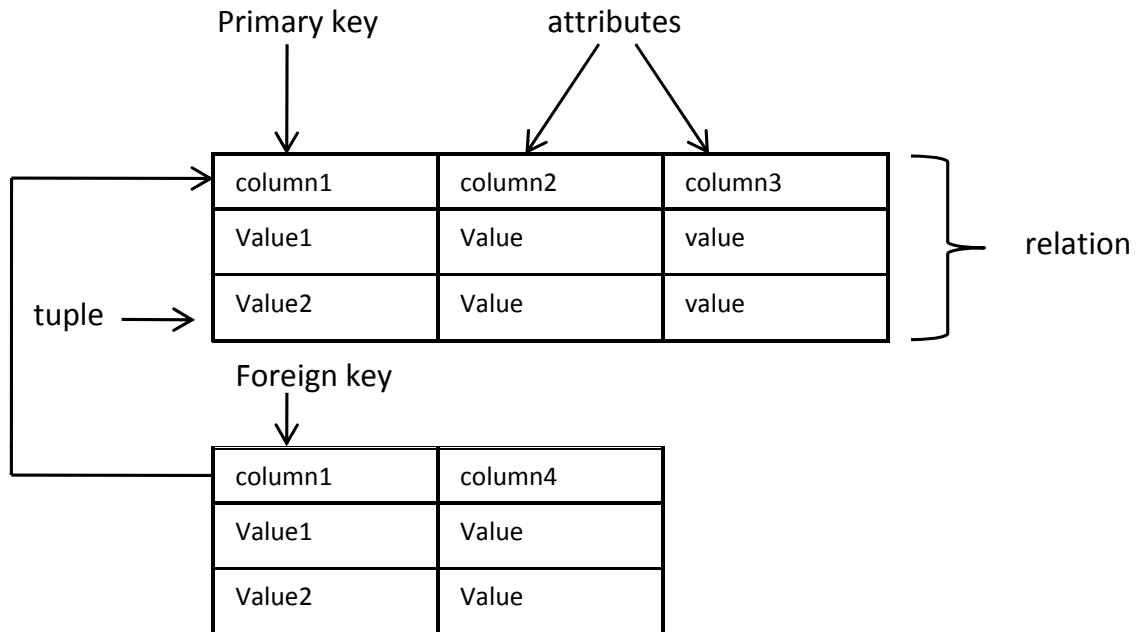 Primary key attributes
column1 column2 column3
Value1 Value value
relation
Value2 Value value
tuple
Foreign key
column1 column4
Value1 Value
Value2 Value